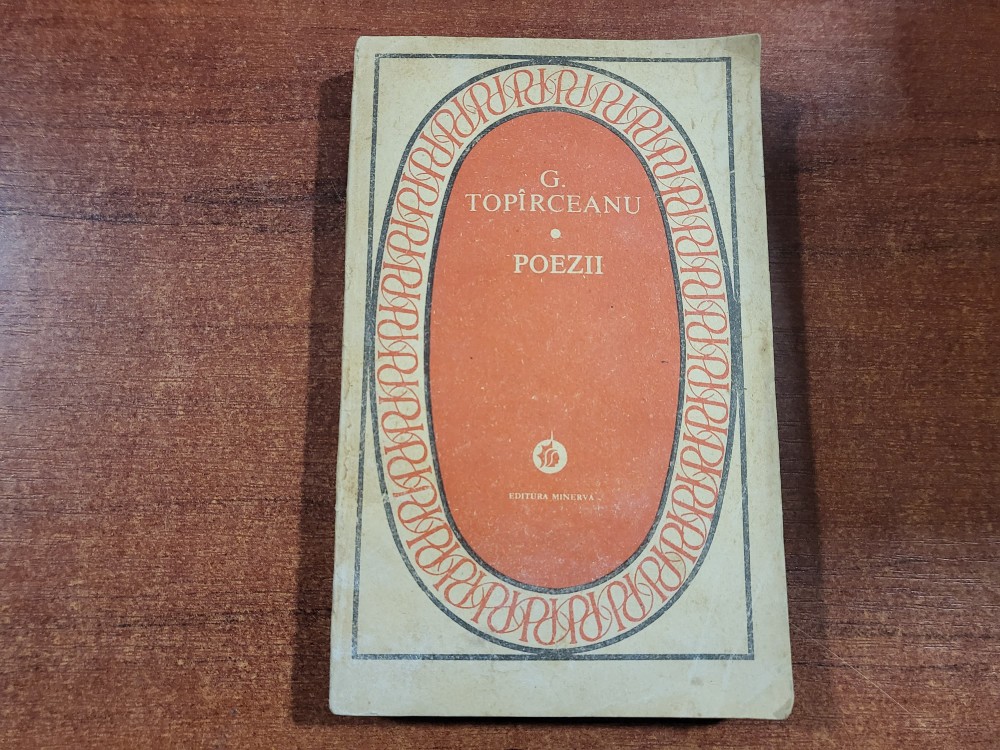 G.
TOPÎRCEANU
POEZII
EDITURA MINERVA